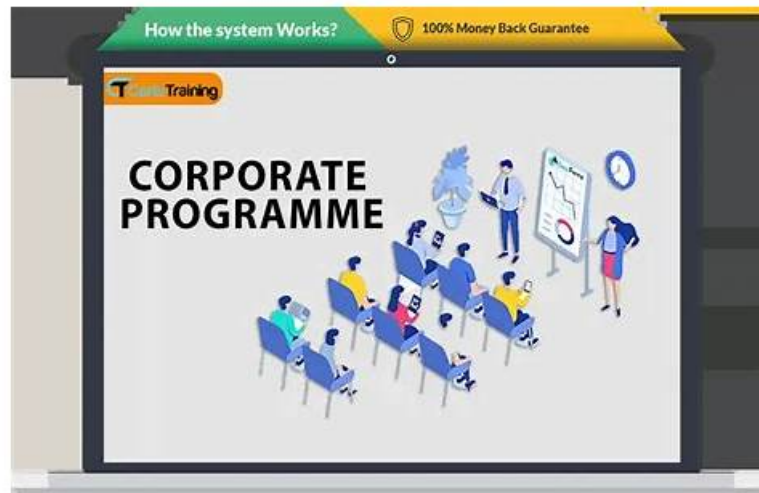 How the system Works?
100% Money Back Guarantee
Training
CORPORATE
PROGRAMME